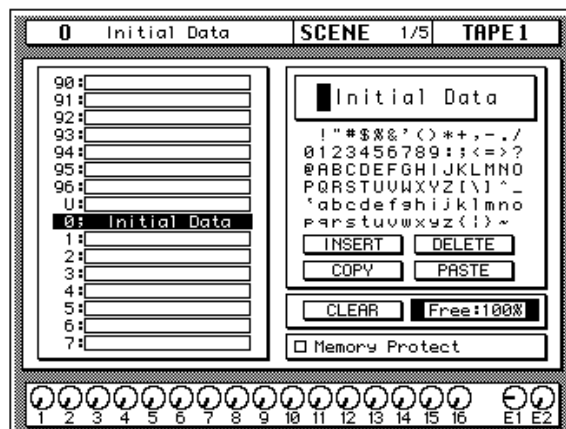 0 Initial Data SCENE 1/5 TAPE1
90:
91:
92:
93:
94:
95:
96:
U:
0; Initial Data
1:
2:
3:
4:
5:
6:
7:
Initial Data
!"#$%&'()*+,-./
0123456789:;<=>?
@ABCDEFGHIJKLMNO
PQRSTUVWXYZ[\]^_
`abcdefghijklmno
pqrstuvwxyz{|}~
INSERT DELETE
COPY PASTE
CLEAR Free:100%
Memory Protect
1 2 3 4 5 6 7 8 9 10 11 12 13 14 15 16 E1 E2